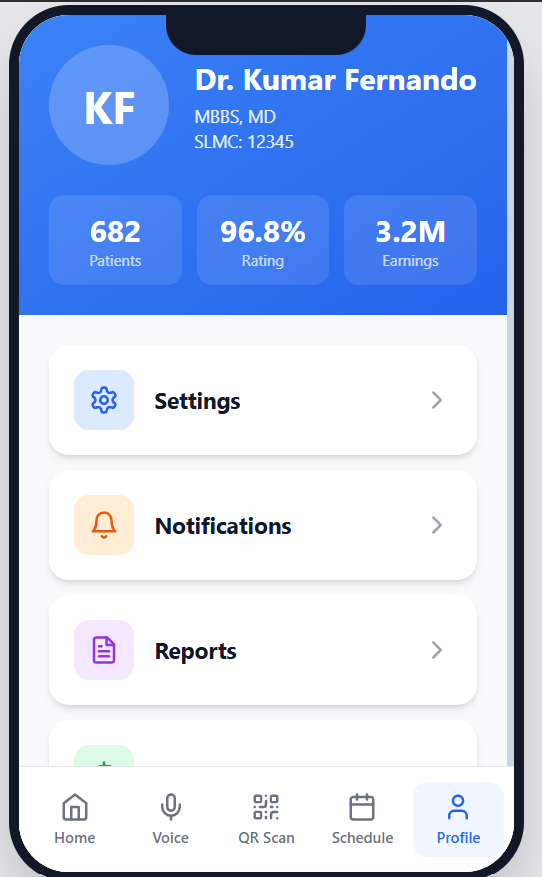 KF
Dr. Kumar Fernando
MBBS, MD
SLMC: 12345
682
Patients
96.8%
Rating
3.2M
Earnings
Settings
Notifications
Reports
Home
Voice
QR Scan
Schedule
Profile